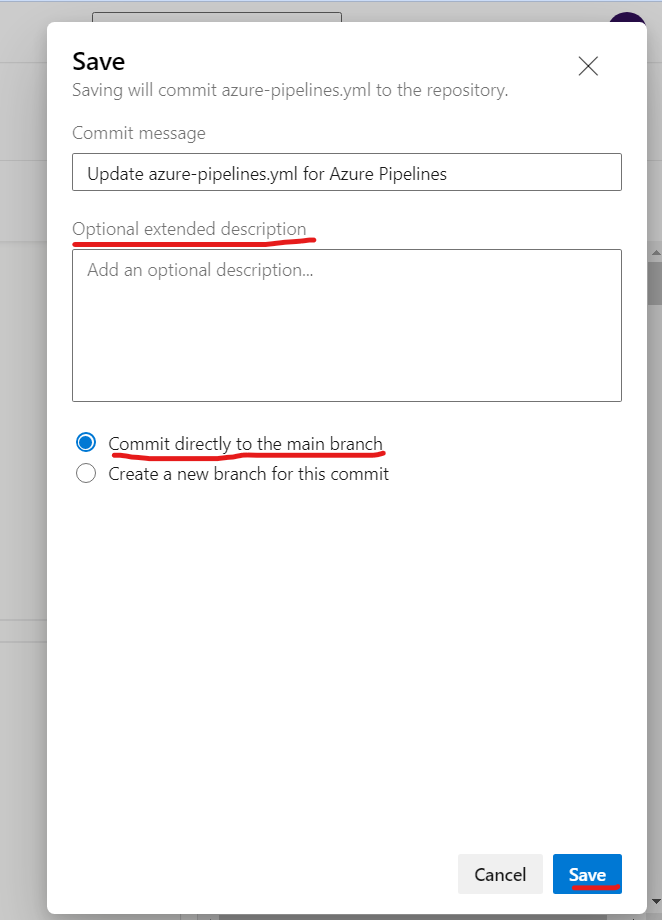 Save
Saving will commit azure-pipelines.yml to the repository.
Commit message
Update azure-pipelines.yml for Azure Pipelines
Optional extended description
Add an optional description...
Commit directly to the main branch
Create a new branch for this commit
Cancel
Save